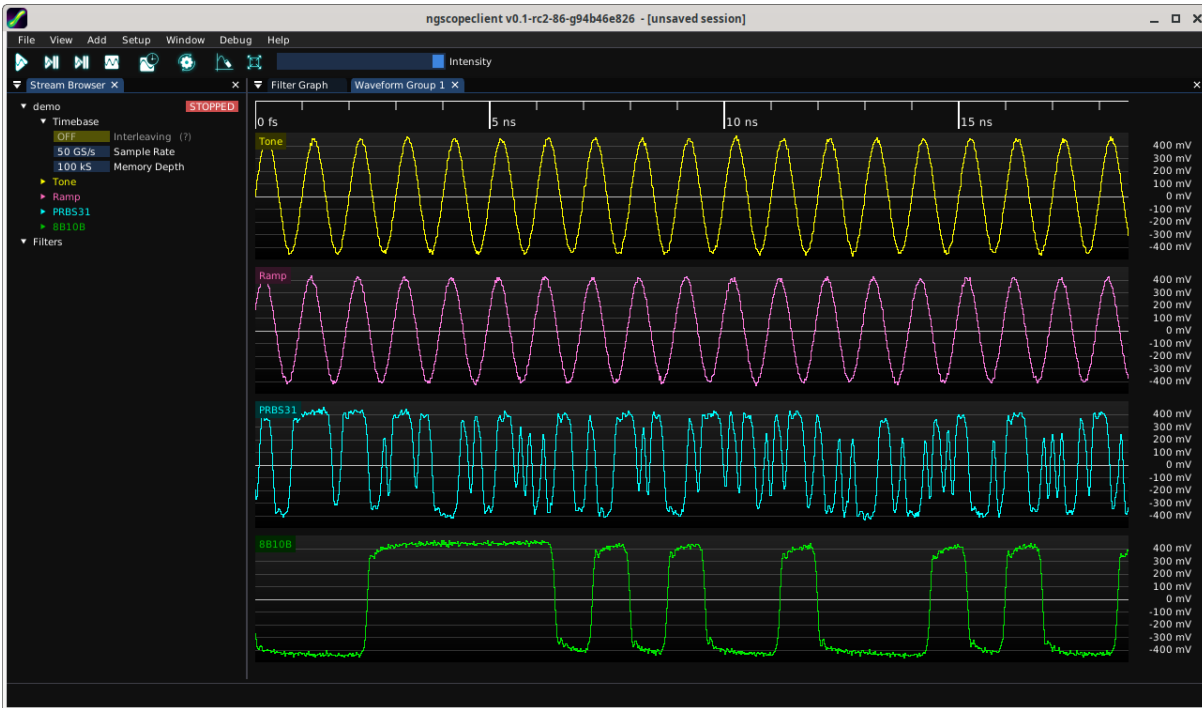 ngscopeclient v0.1-rc2-86-g94b46e826 - [unsaved session]
File View Add Setup Window Debug Help
Intensity
Stream Browser
Filter Graph Waveform Group 1
demo STOPPED
Timebase
OFF Interleaving (?)
50 GS/s Sample Rate
100 kS Memory Depth
Tone
Ramp
PRBS31
8B10B
Filters
0 fs 5 ns 10 ns 15 ns
Tone
400 mV
300 mV
200 mV
100 mV
0 mV
-100 mV
-200 mV
-300 mV
-400 mV
Ramp
400 mV
300 mV
200 mV
100 mV
0 mV
-100 mV
-200 mV
-300 mV
-400 mV
PRBS31
400 mV
300 mV
200 mV
100 mV
0 mV
-100 mV
-200 mV
-300 mV
-400 mV
8B10B
400 mV
300 mV
200 mV
100 mV
0 mV
-100 mV
-200 mV
-300 mV
-400 mV